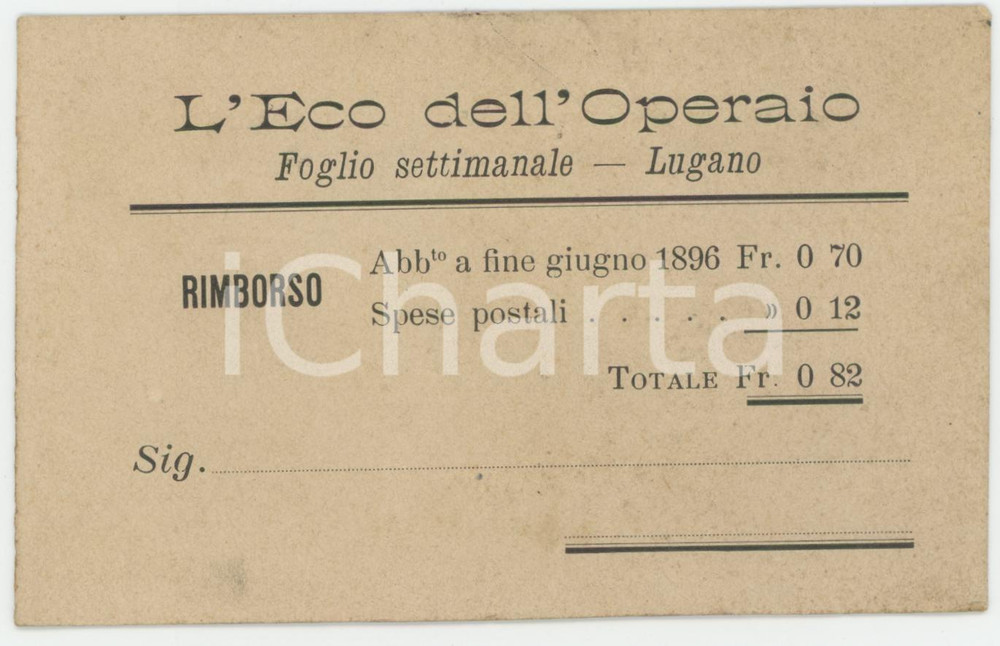 L'Eco dell'Operaio
Foglio settimanale — Lugano
RIMBORSO
Abbto a fine giugno 1896 Fr. 0 70
Spese postali . . . . . » 0 12
TOTALE Fr. 0 82
Sig.
iCharta